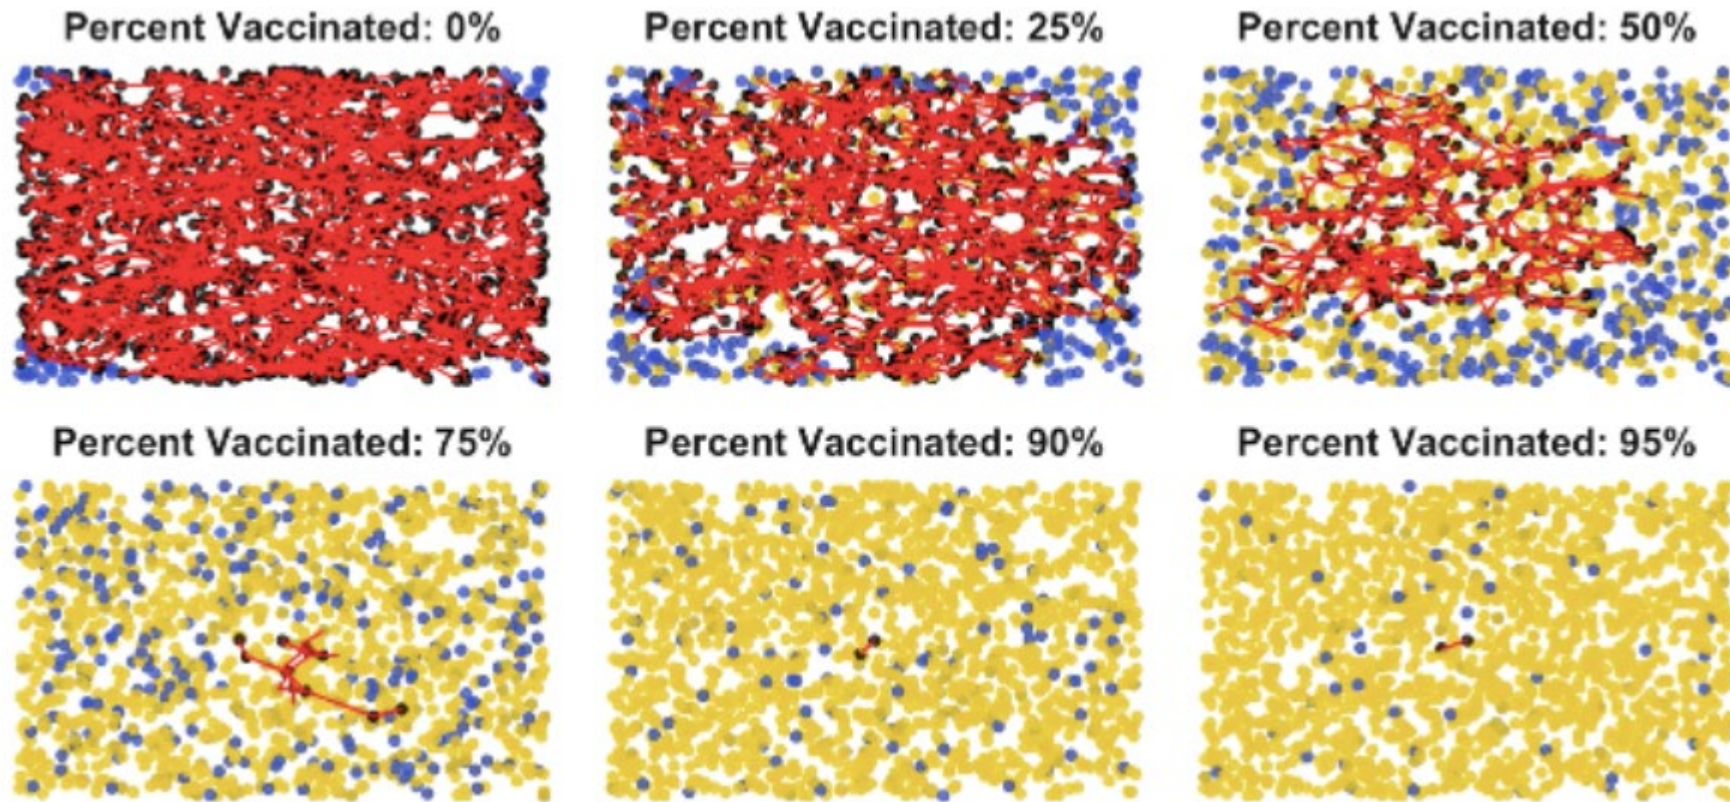 Percent Vaccinated: 0%
Percent Vaccinated: 25%
Percent Vaccinated: 50%
Percent Vaccinated: 75%
Percent Vaccinated: 90%
Percent Vaccinated: 95%